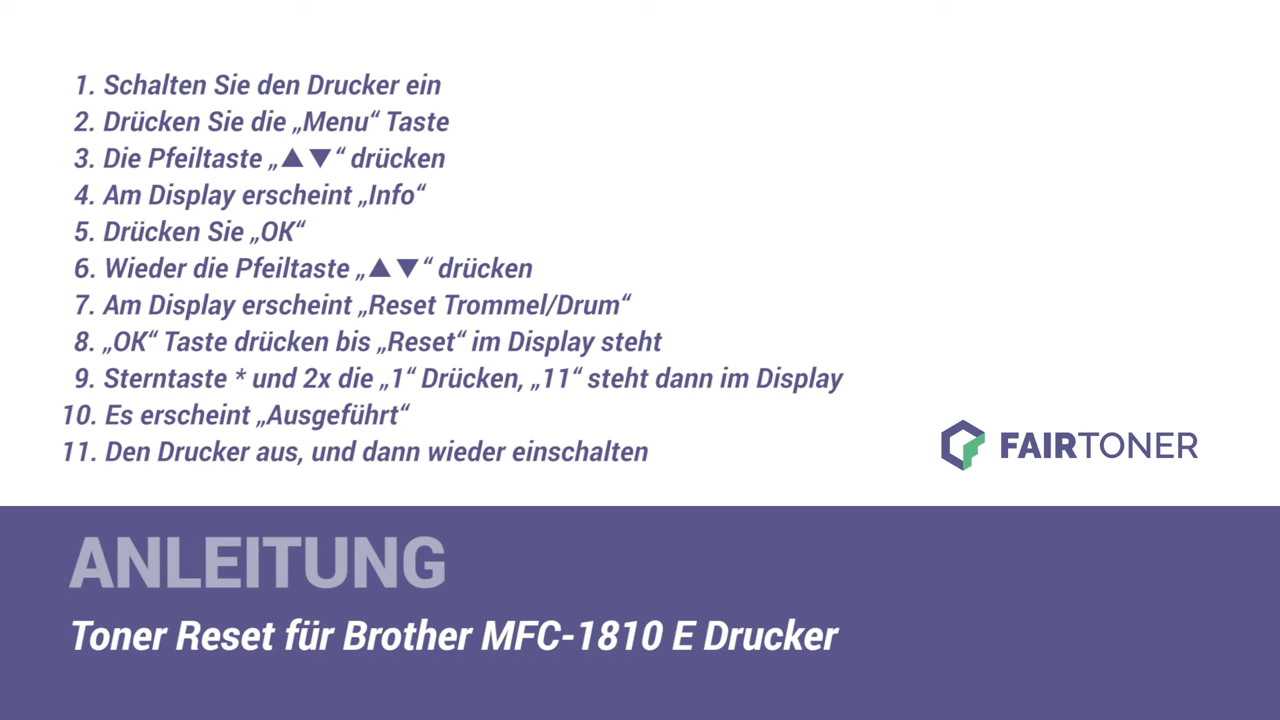 1. Schalten Sie den Drucker ein
2. Drücken Sie die „Menu“ Taste
3. Die Pfeiltaste „▲▼“ drücken
4. Am Display erscheint „Info“
5. Drücken Sie „OK“
6. Wieder die Pfeiltaste „▲▼“ drücken
7. Am Display erscheint „Reset Trommel/Drum“
8. „OK“ Taste drücken bis „Reset“ im Display steht
9. Sterntaste * und 2x die „1“ Drücken, „11“ steht dann im Display
10. Es erscheint „Ausgeführt“
11. Den Drucker aus, und dann wieder einschalten
FAIRTONER
ANLEITUNG
Toner Reset für Brother MFC-1810 E Drucker